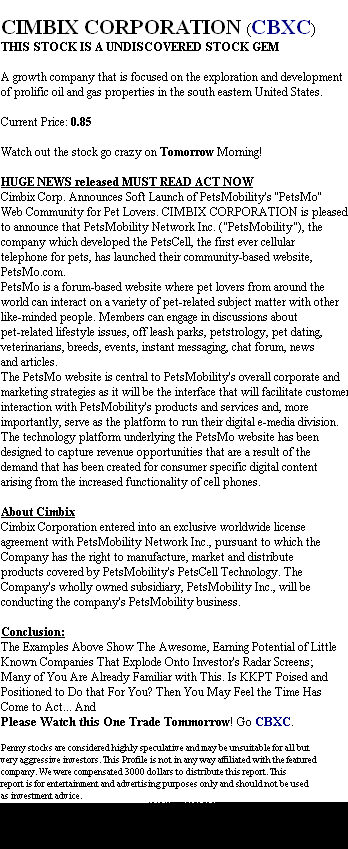 CIMBIX CORPORATION (CBXC)
THIS STOCK IS A UNDISCOVERED STOCK GEM
A growth company that is focused on the exploration and development
of prolific oil and gas properties in the south eastern United States.
Current Price: 0.85
Watch out the stock go crazy on Tomorrow Morning!
HUGE NEWS released MUST READ ACT NOW
Cimbix Corp. Announces Soft Launch of PetsMobility's "PetsMo"
Web Community for Pet Lovers. CIMBIX CORPORATION is pleased
to announce that PetsMobility Network Inc. ("PetsMobility"), the
company which developed the PetsCell, the first ever cellular
telephone for pets, has launched their community-based website,
PetsMo.com.
PetsMo is a forum-based website where pet lovers from around the
world can interact on a variety of pet-related subject matter with other
like-minded people. Members can engage in discussions about
pet-related lifestyle issues, off leash parks, petstrology, pet dating,
veterinarians, breeds, events, instant messaging, chat forum, news
and articles.
The PetsMo website is central to PetsMobility's overall corporate and
marketing strategies as it will be the interface that will facilitate customer
interaction with PetsMobility's products and services and, more
importantly, serve as the platform to run their digital e-media division.
The technology platform underlying the PetsMo website has been
designed to capture revenue opportunities that are a result of the
demand that has been created for consumer specific digital content
arising from the increased functionality of cell phones.
About Cimbix
Cimbix Corporation entered into an exclusive worldwide license
agreement with PetsMobility Network Inc., pursuant to which the
Company has the right to manufacture, market and distribute
products covered by PetsMobility's PetsCell Technology. The
Company's wholly owned subsidiary, PetsMobility Inc., will be
conducting the company's PetsMobility business.
Conclusion:
The Examples Above Show The Awesome, Earning Potential of Little
Known Companies That Explode Onto Investor's Radar Screens;
Many of You Are Already Familiar with This. Is KKPT Poised and
Positioned to Do that For You? Then You May Feel the Time Has
Come to Act... And
Please Watch this One Trade Tommorrow! Go CBXC.
Penny stocks are considered highly speculative and may be unsuitable for all but
very aggressive investors. This Profile is not in any way affiliated with the featured
company. We were compensated 3000 dollars to distribute this report. This
report is for entertainment and advertising purposes only and should not be used
as investment advice.